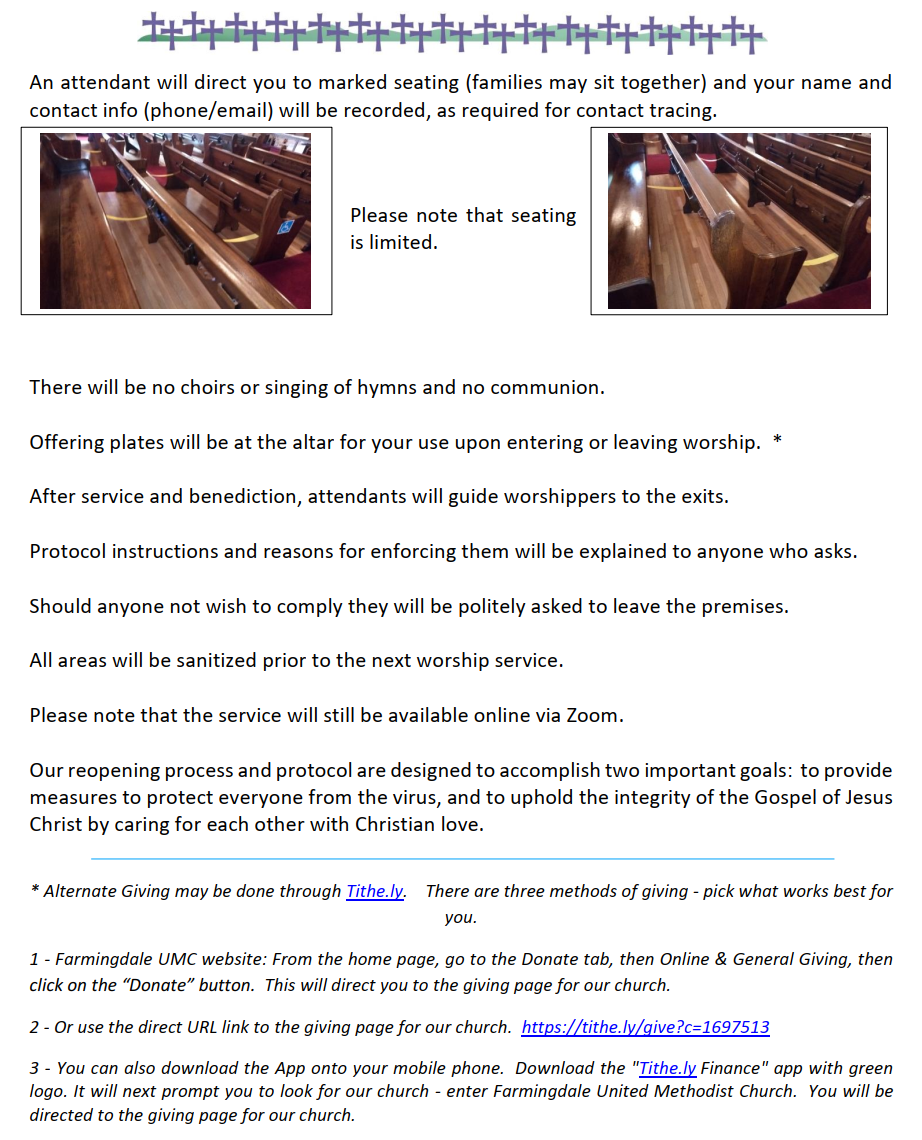 An attendant will direct you to marked seating (families may sit together) and your name and
contact info (phone/email) will be recorded, as required for contact tracing.
Please note that seating
is limited.
There will be no choirs or singing of hymns and no communion.
Offering plates will be at the altar for your use upon entering or leaving worship.  *
After service and benediction, attendants will guide worshippers to the exits.
Protocol instructions and reasons for enforcing them will be explained to anyone who asks.
Should anyone not wish to comply they will be politely asked to leave the premises.
All areas will be sanitized prior to the next worship service.
Please note that the service will still be available online via Zoom.
Our reopening process and protocol are designed to accomplish two important goals:  to provide
measures to protect everyone from the virus, and to uphold the integrity of the Gospel of Jesus
Christ by caring for each other with Christian love.
* Alternate Giving may be done through Tithe.ly.    There are three methods of giving - pick what works best for
you.
1 - Farmingdale UMC website: From the home page, go to the Donate tab, then Online & General Giving, then
click on the “Donate” button.  This will direct you to the giving page for our church.
2 - Or use the direct URL link to the giving page for our church.  https://tithe.ly/give?c=1697513
3 - You can also download the App onto your mobile phone.  Download the "Tithe.ly Finance" app with green
logo. It will next prompt you to look for our church - enter Farmingdale United Methodist Church.  You will be
directed to the giving page for our church.